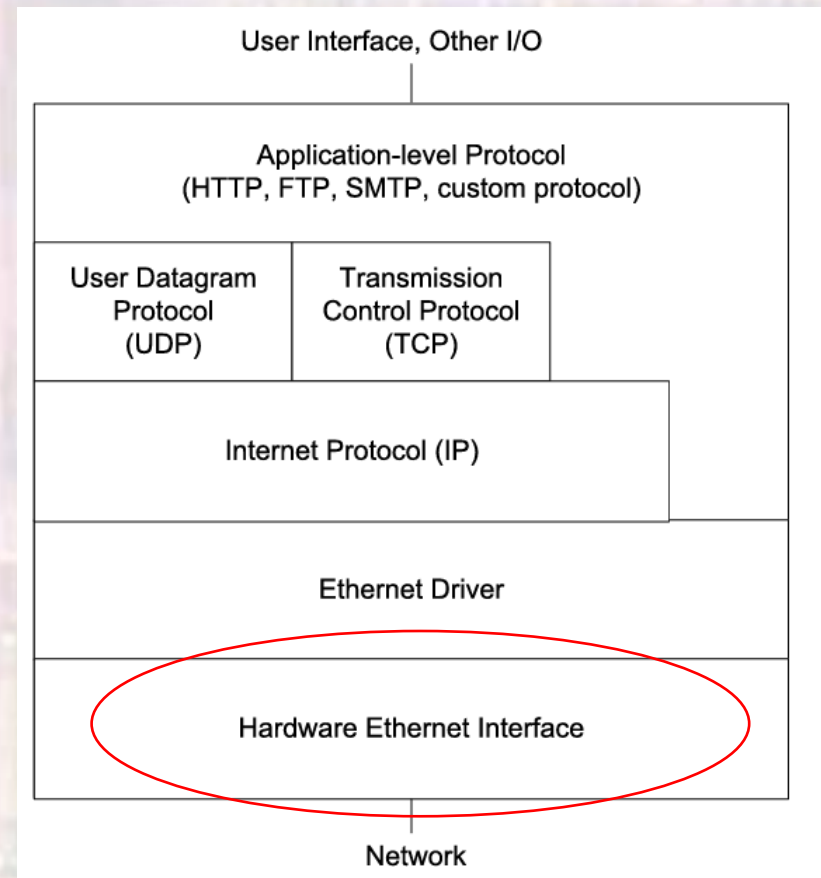 User Interface, Other I/O
Application-level Protocol
(HTTP, FTP, SMTP, custom protocol)
User Datagram
Protocol
(UDP)
Transmission
Control Protocol
(TCP)
Internet Protocol (IP)
Ethernet Driver
Hardware Ethernet Interface
Network